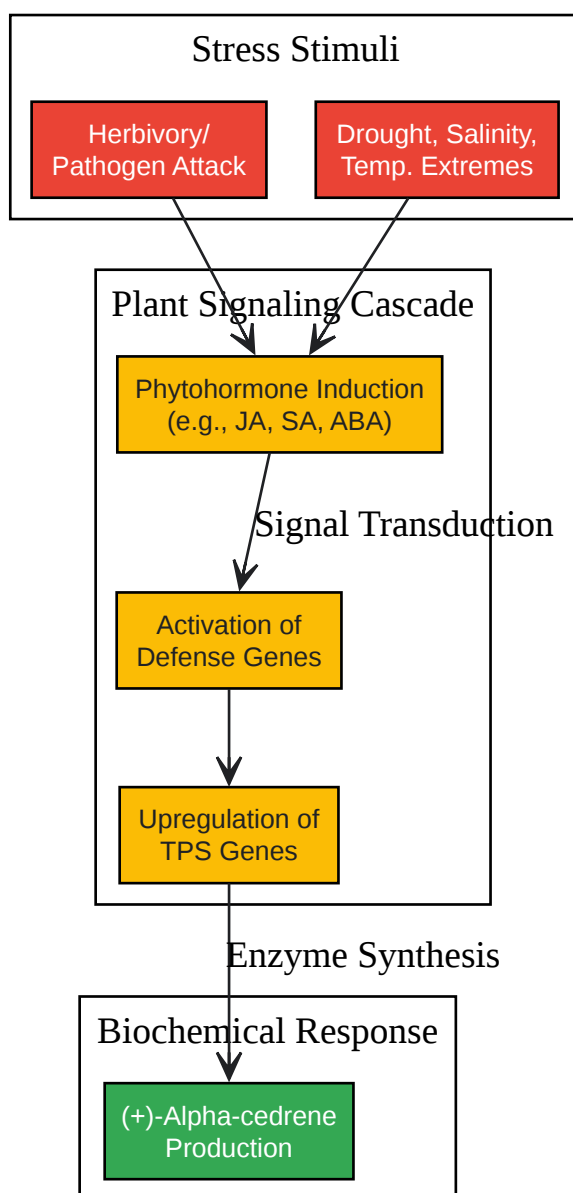 Stress Stimuli
Herbivory/
Pathogen Attack
Drought, Salinity,
Temp. Extremes
Plant Signaling Cascade
Phytohormone Induction
(e.g., JA, SA, ABA)
Signal Transduction
Activation of
Defense Genes
Upregulation of
TPS Genes
Enzyme Synthesis
Biochemical Response
(+)-Alpha-cedrene
Production